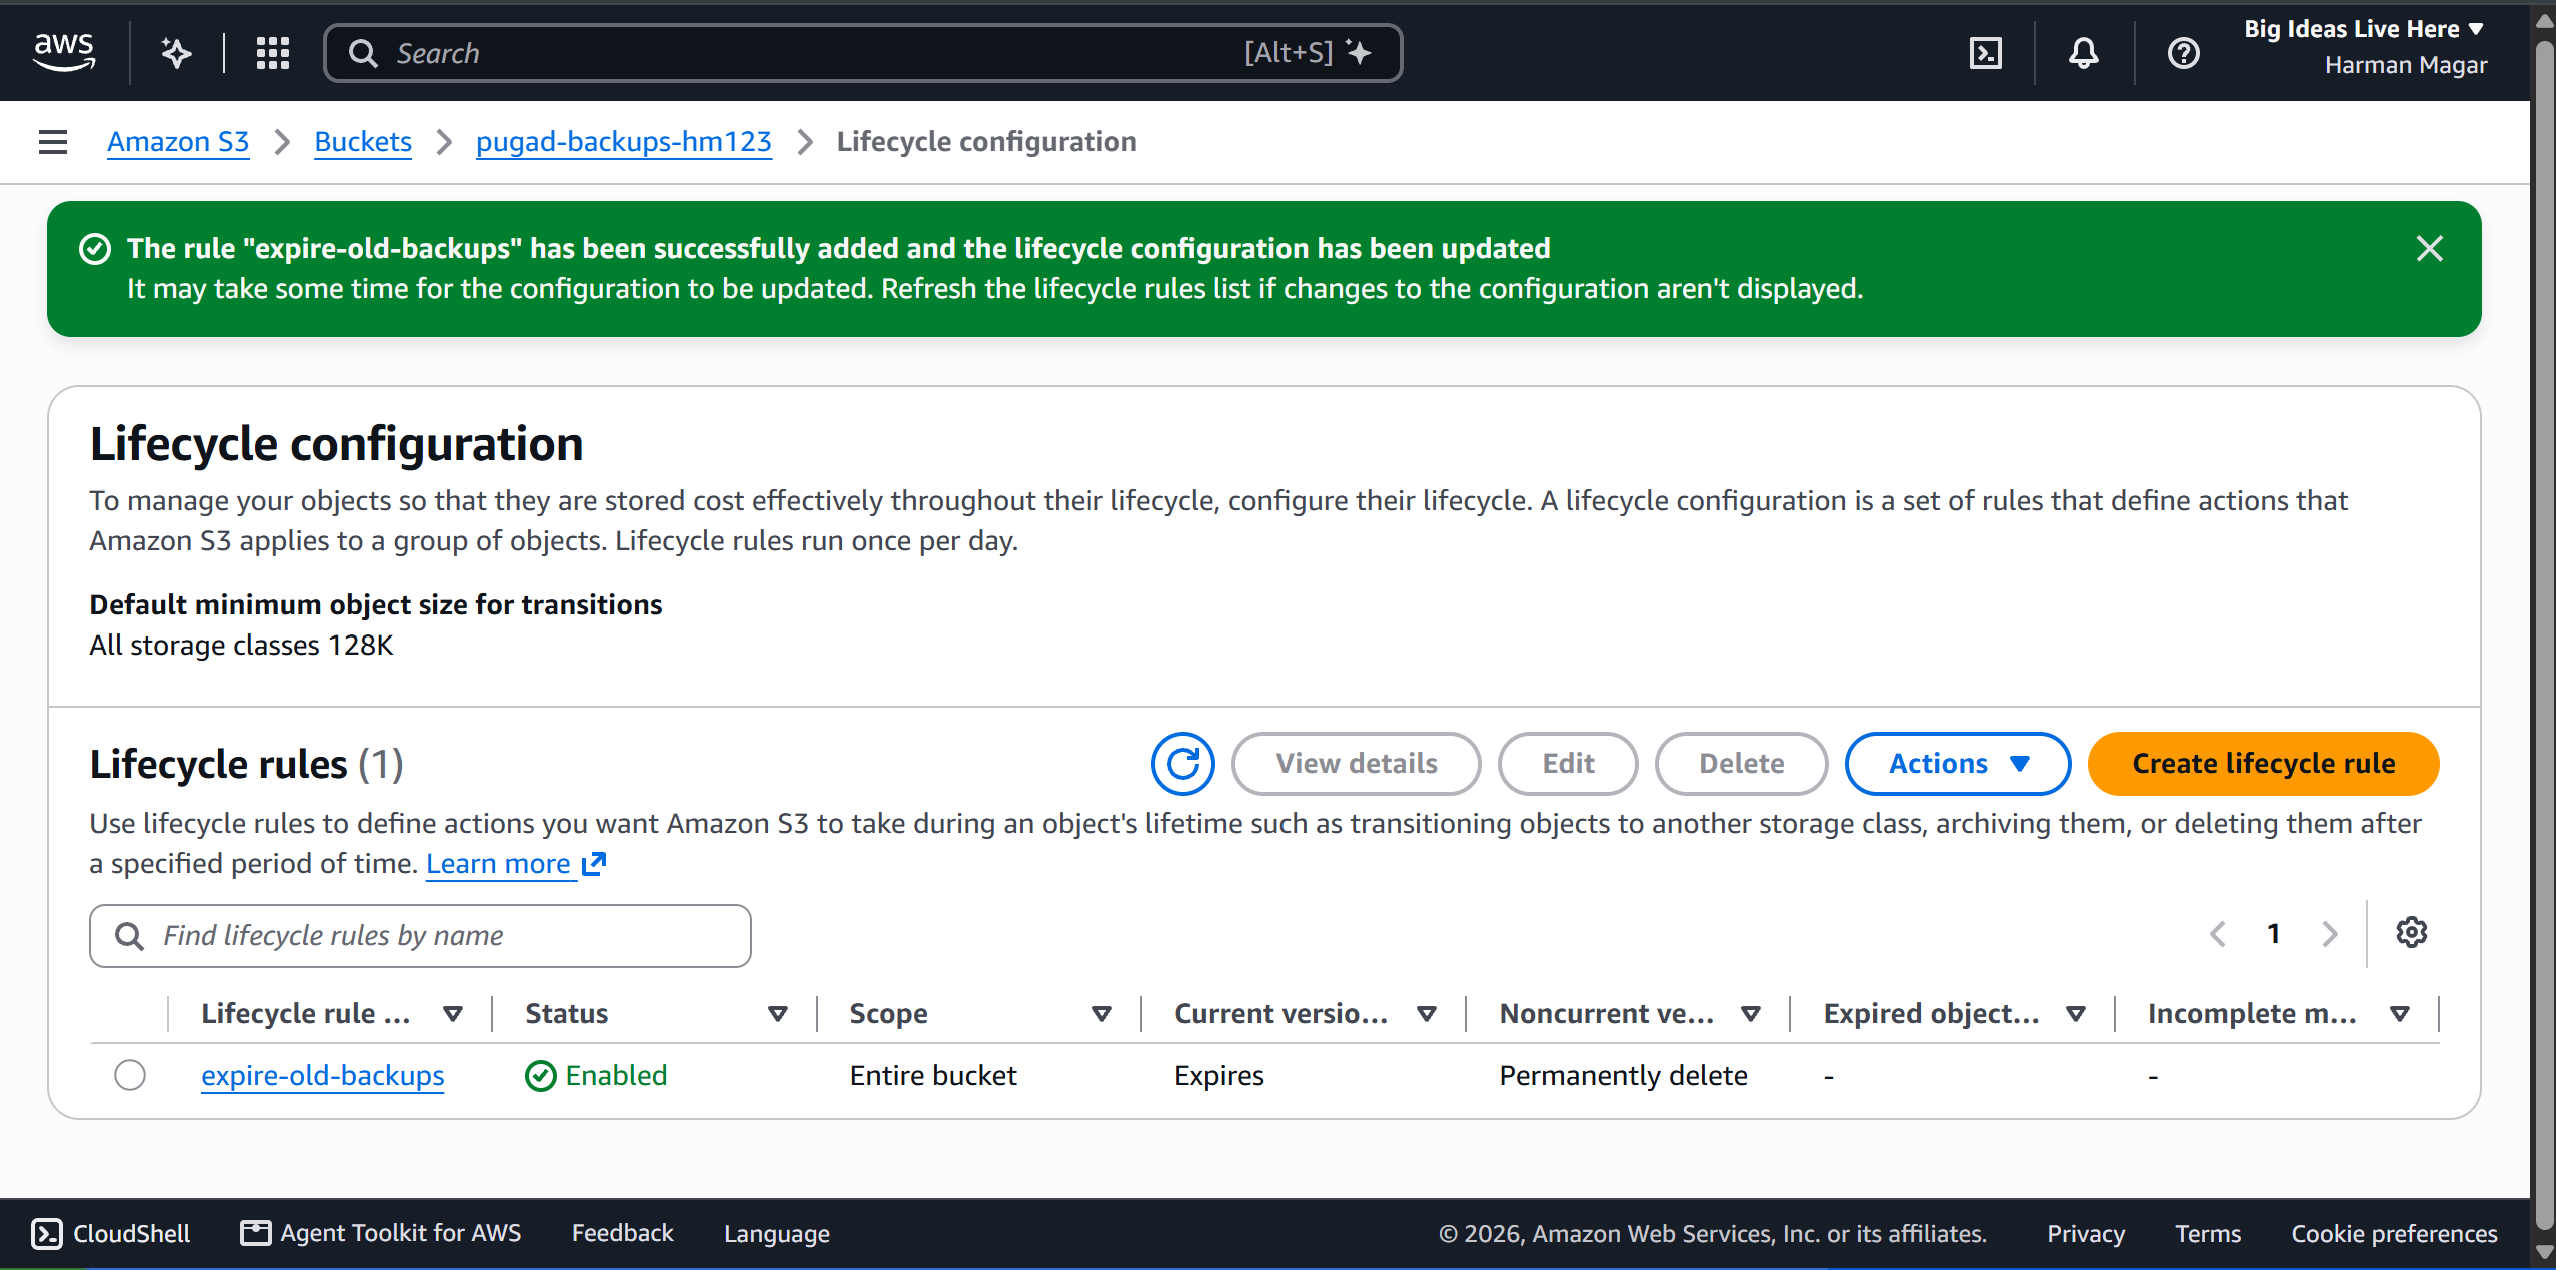 aws
Search [Alt+S]
Big Ideas Live Here
Harman Magar
Amazon S3 Buckets pugad-backups-hm123 Lifecycle configuration
The rule "expire-old-backups" has been successfully added and the lifecycle configuration has been updated
It may take some time for the configuration to be updated. Refresh the lifecycle rules list if changes to the configuration aren't displayed.
Lifecycle configuration
To manage your objects so that they are stored cost effectively throughout their lifecycle, configure their lifecycle. A lifecycle configuration is a set of rules that define actions that
Amazon S3 applies to a group of objects. Lifecycle rules run once per day.
Default minimum object size for transitions
All storage classes 128K
Lifecycle rules (1) View details Edit Delete Actions Create lifecycle rule
Use lifecycle rules to define actions you want Amazon S3 to take during an object's lifetime such as transitioning objects to another storage class, archiving them, or deleting them after
a specified period of time. Learn more
Find lifecycle rules by name 1
Lifecycle rule ... Status Scope Current versio... Noncurrent ve... Expired object... Incomplete m...
expire-old-backups Enabled Entire bucket Expires Permanently delete - -
CloudShell Agent Toolkit for AWS Feedback Language © 2026, Amazon Web Services, Inc. or its affiliates. Privacy Terms Cookie preferences